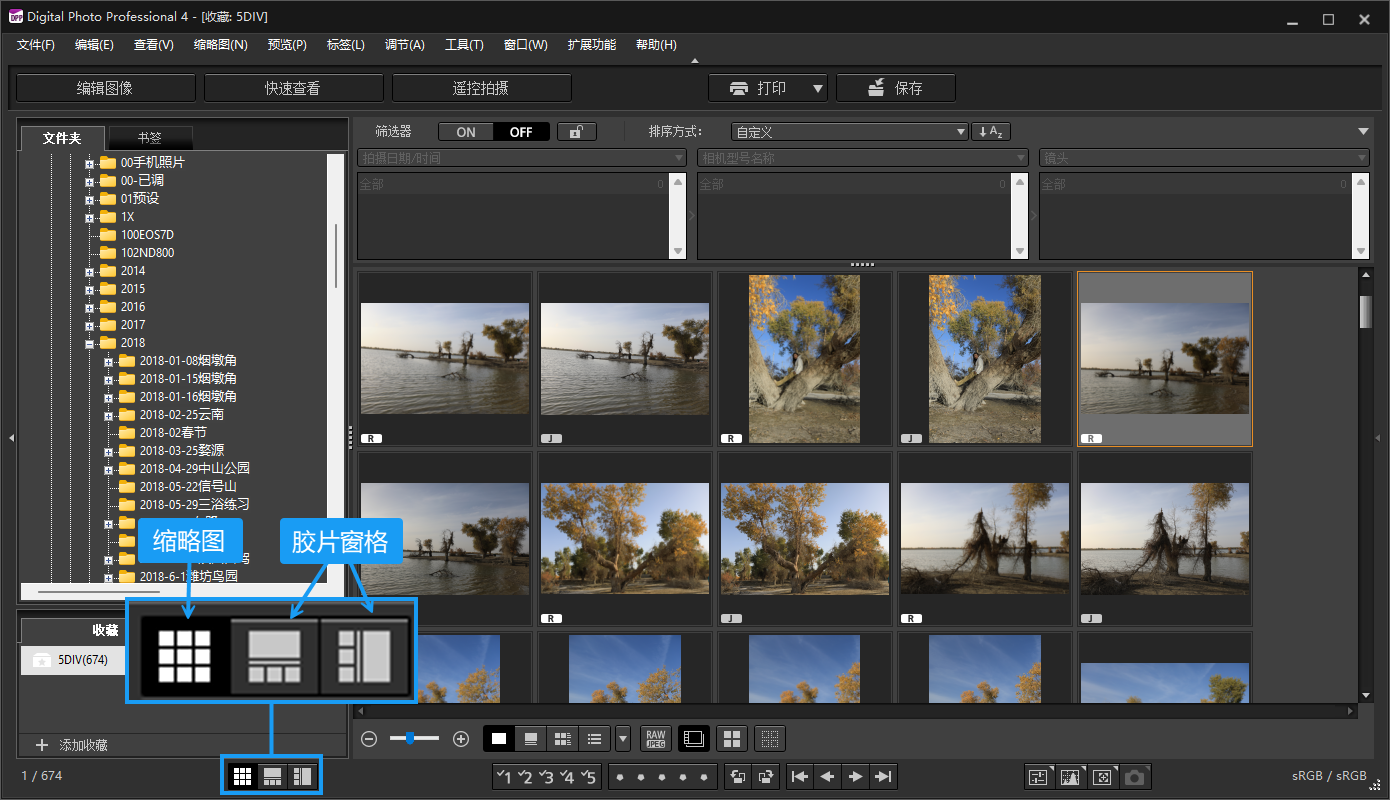 Digital Photo Professional 4 - [收藏: 5DIV]
文件(F) 编辑(E) 查看(V) 缩略图(N) 预览(P) 标签(L) 调节(A) 工具(T) 窗口(W) 扩展功能 帮助(H)
编辑图像 快速查看 遥控拍摄 打印 保存
文件夹 书签
筛选器 ON OFF 排序方式: 自定义
拍摄日期/时间 相机型号名称 镜头
全部 0 全部 0 全部 0
00手机照片
00-已调
01预设
1X
100EOS7D
102ND800
2014
2015
2016
2017
2018
2018-01-08烟墩角
2018-01-15烟墩角
2018-01-16烟墩角
2018-02-25云南
2018-02春节
2018-03-25婺源
2018-04-29中山公园
2018-05-22信号山
2018-05-29三浴练习
2018-6-1潍坊鸟园
缩略图 胶片窗格
R J R J R
R J R J
收藏
5DIV(674)
添加收藏
RAW
JPEG
1 / 674
1 2 3 4 5
sRGB / sRGB